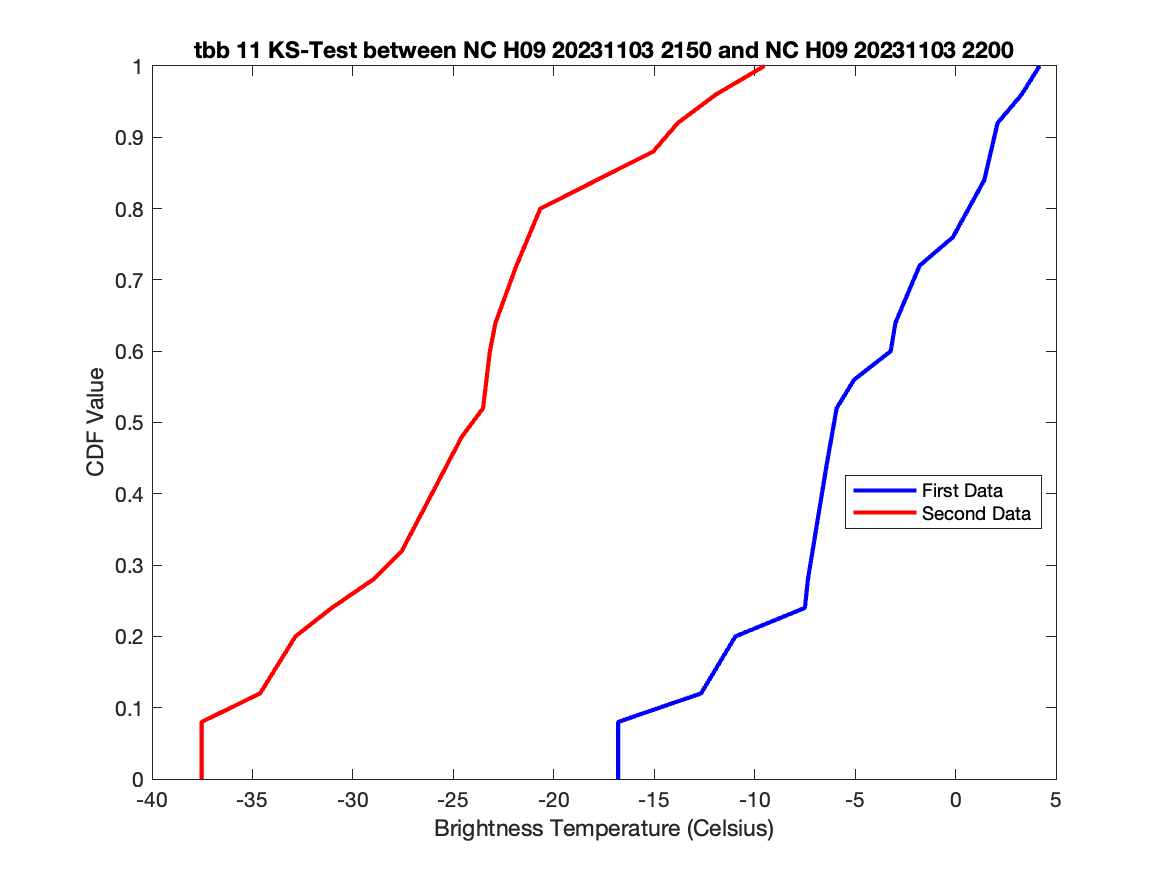 tbb 11 KS-Test between NC H09 20231103 2150 and NC H09 20231103 2200
1
0.9
0.8
0.7
0.6
0.5
0.4
0.3
0.2
0.1
0
CDF Value
First Data
Second Data
-40 -35 -30 -25 -20 -15 -10 -5 0 5
Brightness Temperature (Celsius)